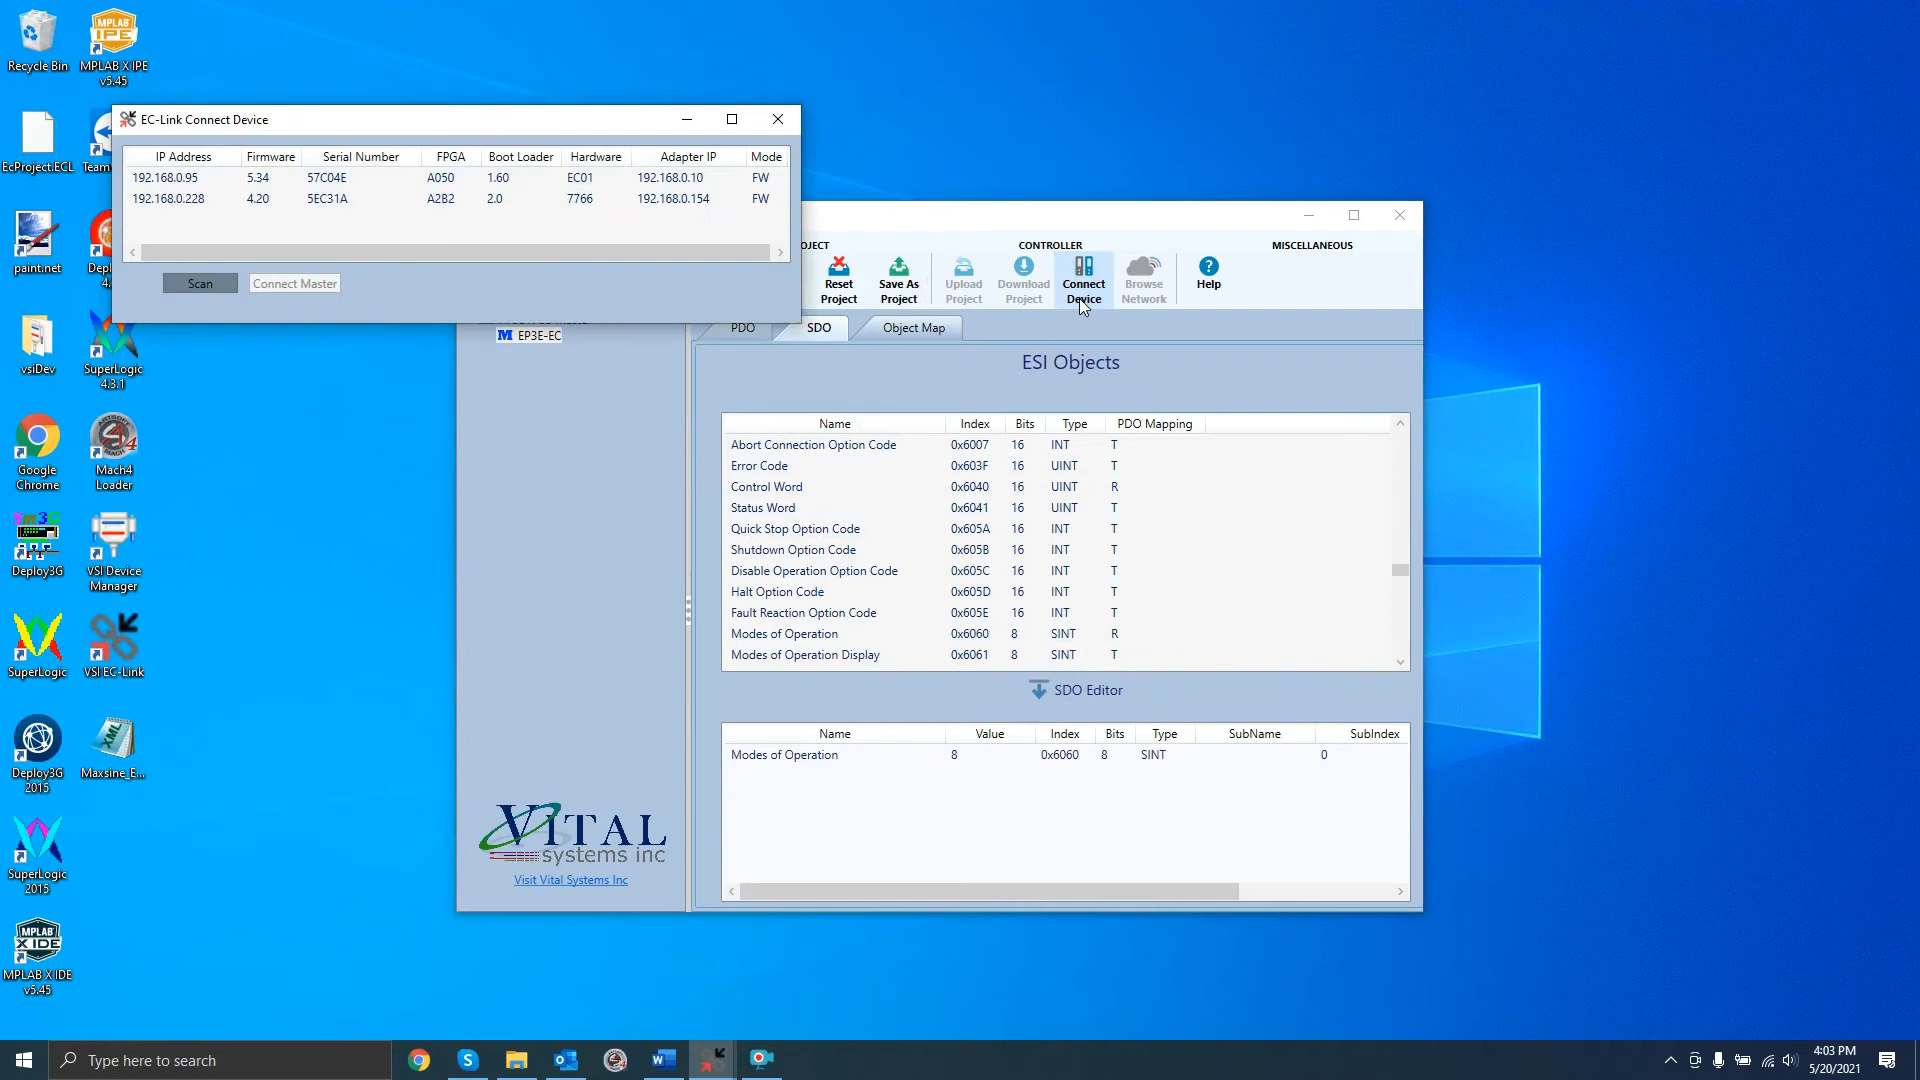 Recycle Bin
MPLAB X IPE
v5.45
EcProject.ECL
Team
paint.net
Depl
4.
vsiDev
SuperLogic
4.3.1
Google
Chrome
Mach4
Loader
Deploy3G
VSI Device
Manager
SuperLogic
VSI EC-Link
Deploy3G
2015
Maxsine_E...
SuperLogic
2015
MPLAB X IDE
v5.45
EC-Link Connect Device
IP Address Firmware Serial Number FPGA Boot Loader Hardware Adapter IP Mode
192.168.0.95 5.34 57C04E A050 1.60 EC01 192.168.0.10 FW
192.168.0.228 4.20 5EC31A A2B2 2.0 7766 192.168.0.154 FW
Scan Connect Master
OJECT CONTROLLER MISCELLANEOUS
Reset
Project
Save As
Project
Upload
Project
Download
Project
Connect
Device
Browse
Network
Help
M EP3E-EC
PDO SDO Object Map
ESI Objects
Name Index Bits Type PDO Mapping
Abort Connection Option Code 0x6007 16 INT T
Error Code 0x603F 16 UINT T
Control Word 0x6040 16 UINT R
Status Word 0x6041 16 UINT T
Quick Stop Option Code 0x605A 16 INT T
Shutdown Option Code 0x605B 16 INT T
Disable Operation Option Code 0x605C 16 INT T
Halt Option Code 0x605D 16 INT T
Fault Reaction Option Code 0x605E 16 INT T
Modes of Operation 0x6060 8 SINT R
Modes of Operation Display 0x6061 8 SINT T
SDO Editor
Name Value Index Bits Type SubName SubIndex
Modes of Operation 8 0x6060 8 SINT 0
VITAL
systems inc
Visit Vital Systems Inc
Type here to search
4:03 PM
5/20/2021